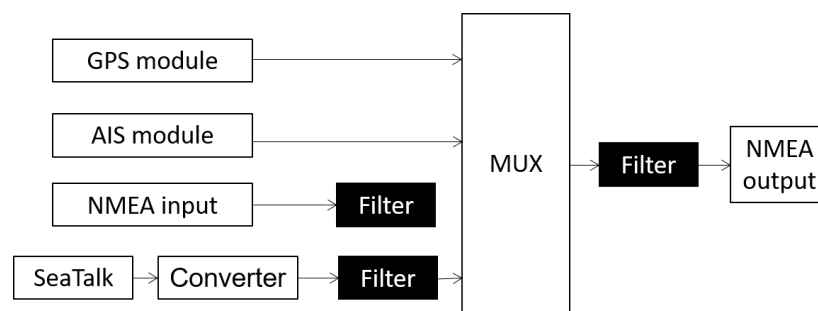 GPS module
AIS module
NMEA input
Filter
SeaTalk
Converter
Filter
MUX
Filter
NMEA
output